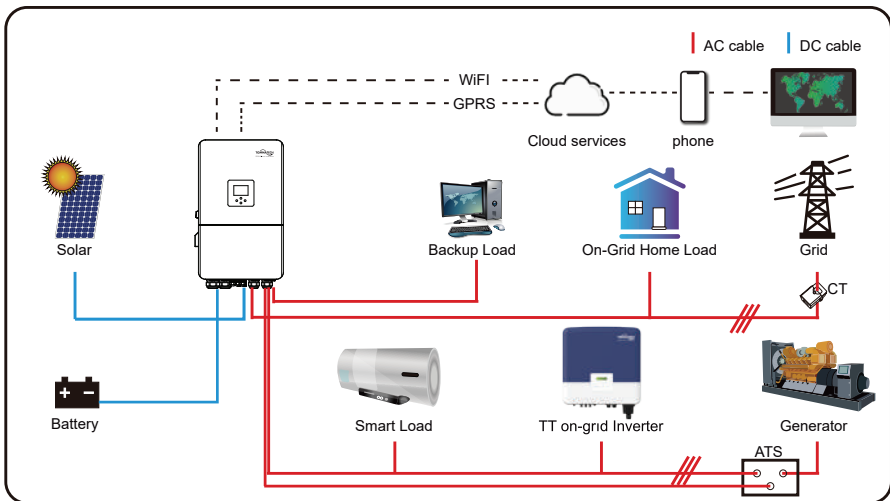 AC cable
DC cable
WiFI
GPRS
Cloud services
phone
Solar
Backup Load
On-Grid Home Load
Grid
CT
Battery
Smart Load
TT on-grid Inverter
Generator
ATS